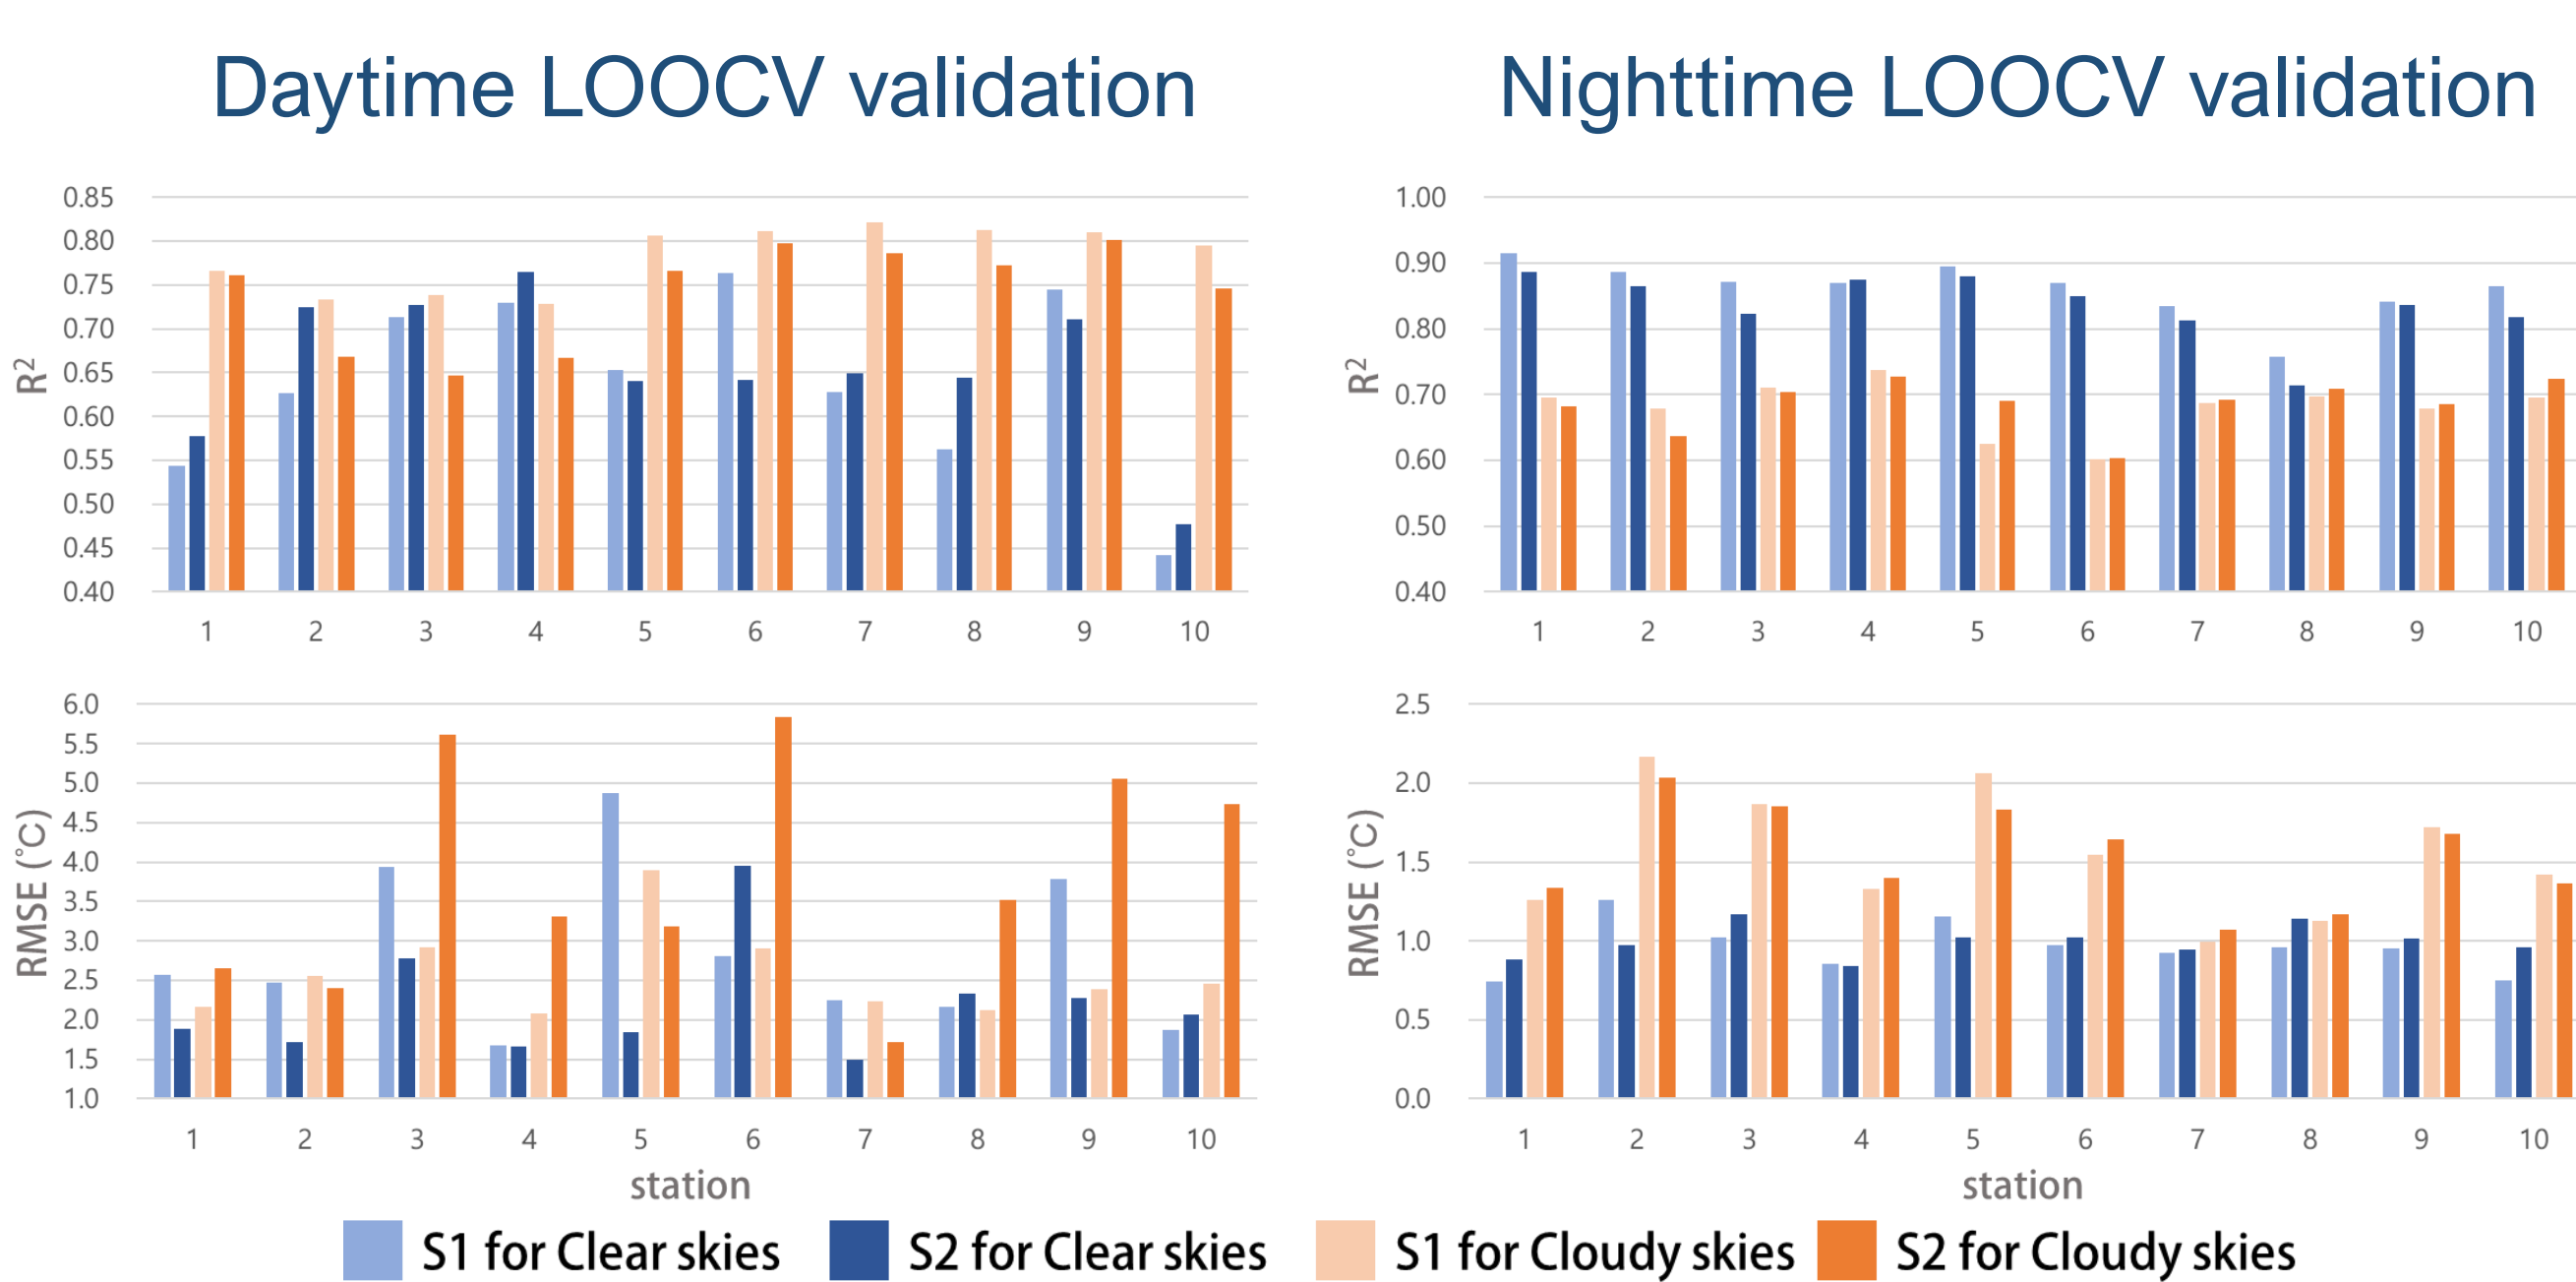 Daytime LOOCV validation
Nighttime LOOCV validation
R²
0.85
0.80
0.75
0.70
0.65
0.60
0.55
0.50
0.45
0.40
1 2 3 4 5 6 7 8 9 10
R²
1.00
0.90
0.80
0.70
0.60
0.50
0.40
1 2 3 4 5 6 7 8 9 10
RMSE (°C)
6.0
5.5
5.0
4.5
4.0
3.5
3.0
2.5
2.0
1.5
1.0
1 2 3 4 5 6 7 8 9 10
station
RMSE (°C)
2.5
2.0
1.5
1.0
0.5
0.0
1 2 3 4 5 6 7 8 9 10
station
S1 for Clear skies
S2 for Clear skies
S1 for Cloudy skies
S2 for Cloudy skies